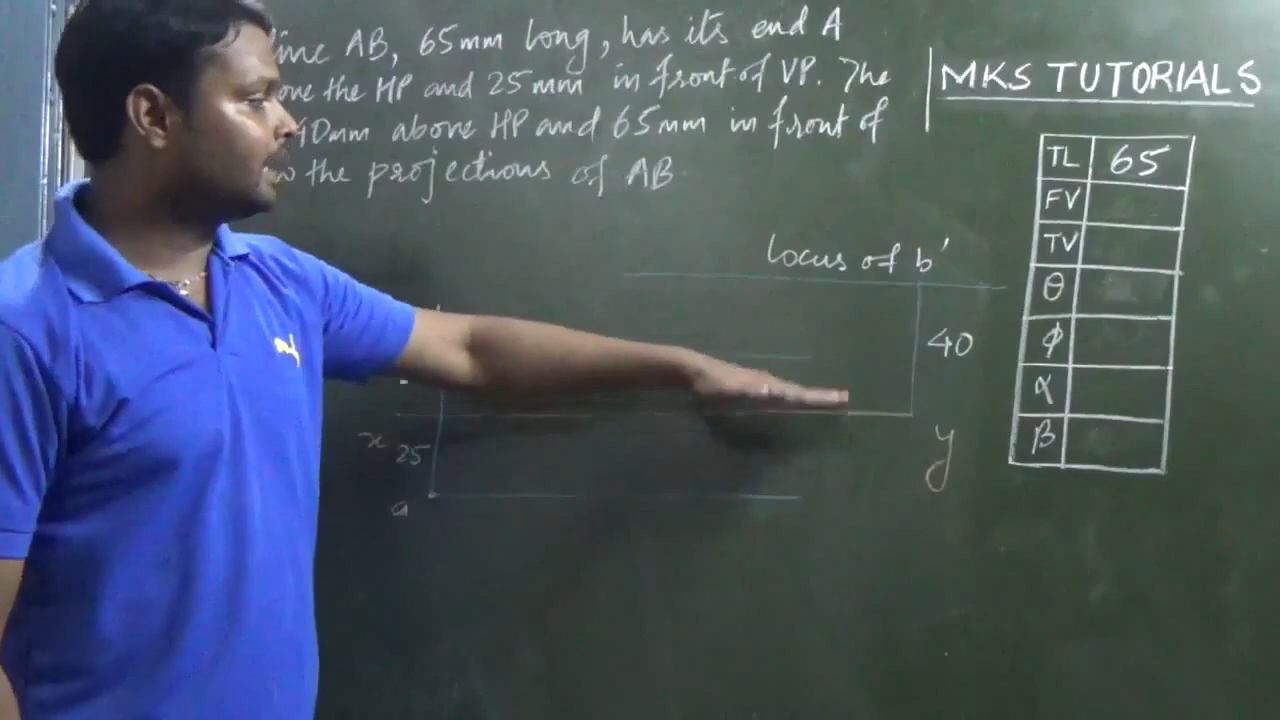 line AB, 65mm long, has its end A
the HP and 25mm in front of VP. The
40mm above HP and 65mm in front of
the projections of AB.
MKS TUTORIALS
TL 65
FV
TV
θ
φ
α
β
locus of b'
40
x 25
y
a